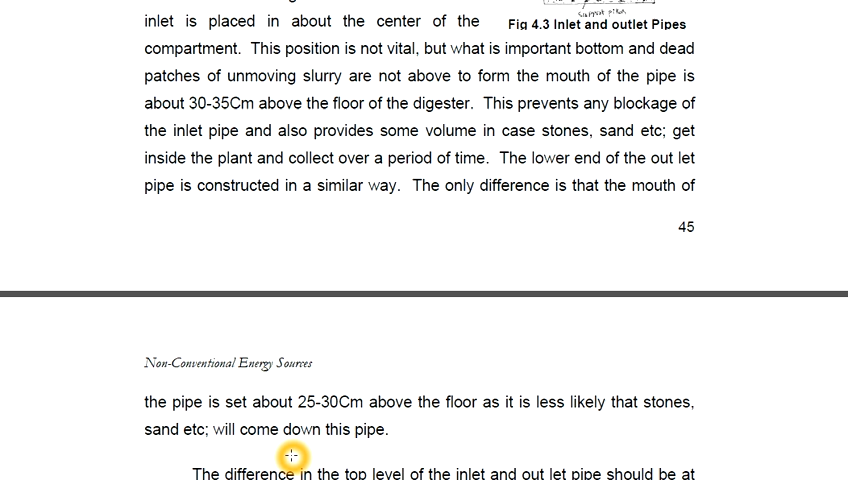 inlet is placed in about the center of the
Support pitch
Fig 4.3 Inlet and outlet Pipes
compartment. This position is not vital, but what is important bottom and dead
patches of unmoving slurry are not above to form the mouth of the pipe is
about 30-35Cm above the floor of the digester. This prevents any blockage of
the inlet pipe and also provides some volume in case stones, sand etc; get
inside the plant and collect over a period of time. The lower end of the out let
pipe is constructed in a similar way. The only difference is that the mouth of
45
Non-Conventional Energy Sources
the pipe is set about 25-30Cm above the floor as it is less likely that stones,
sand etc; will come down this pipe.
The difference in the top level of the inlet and out let pipe should be at